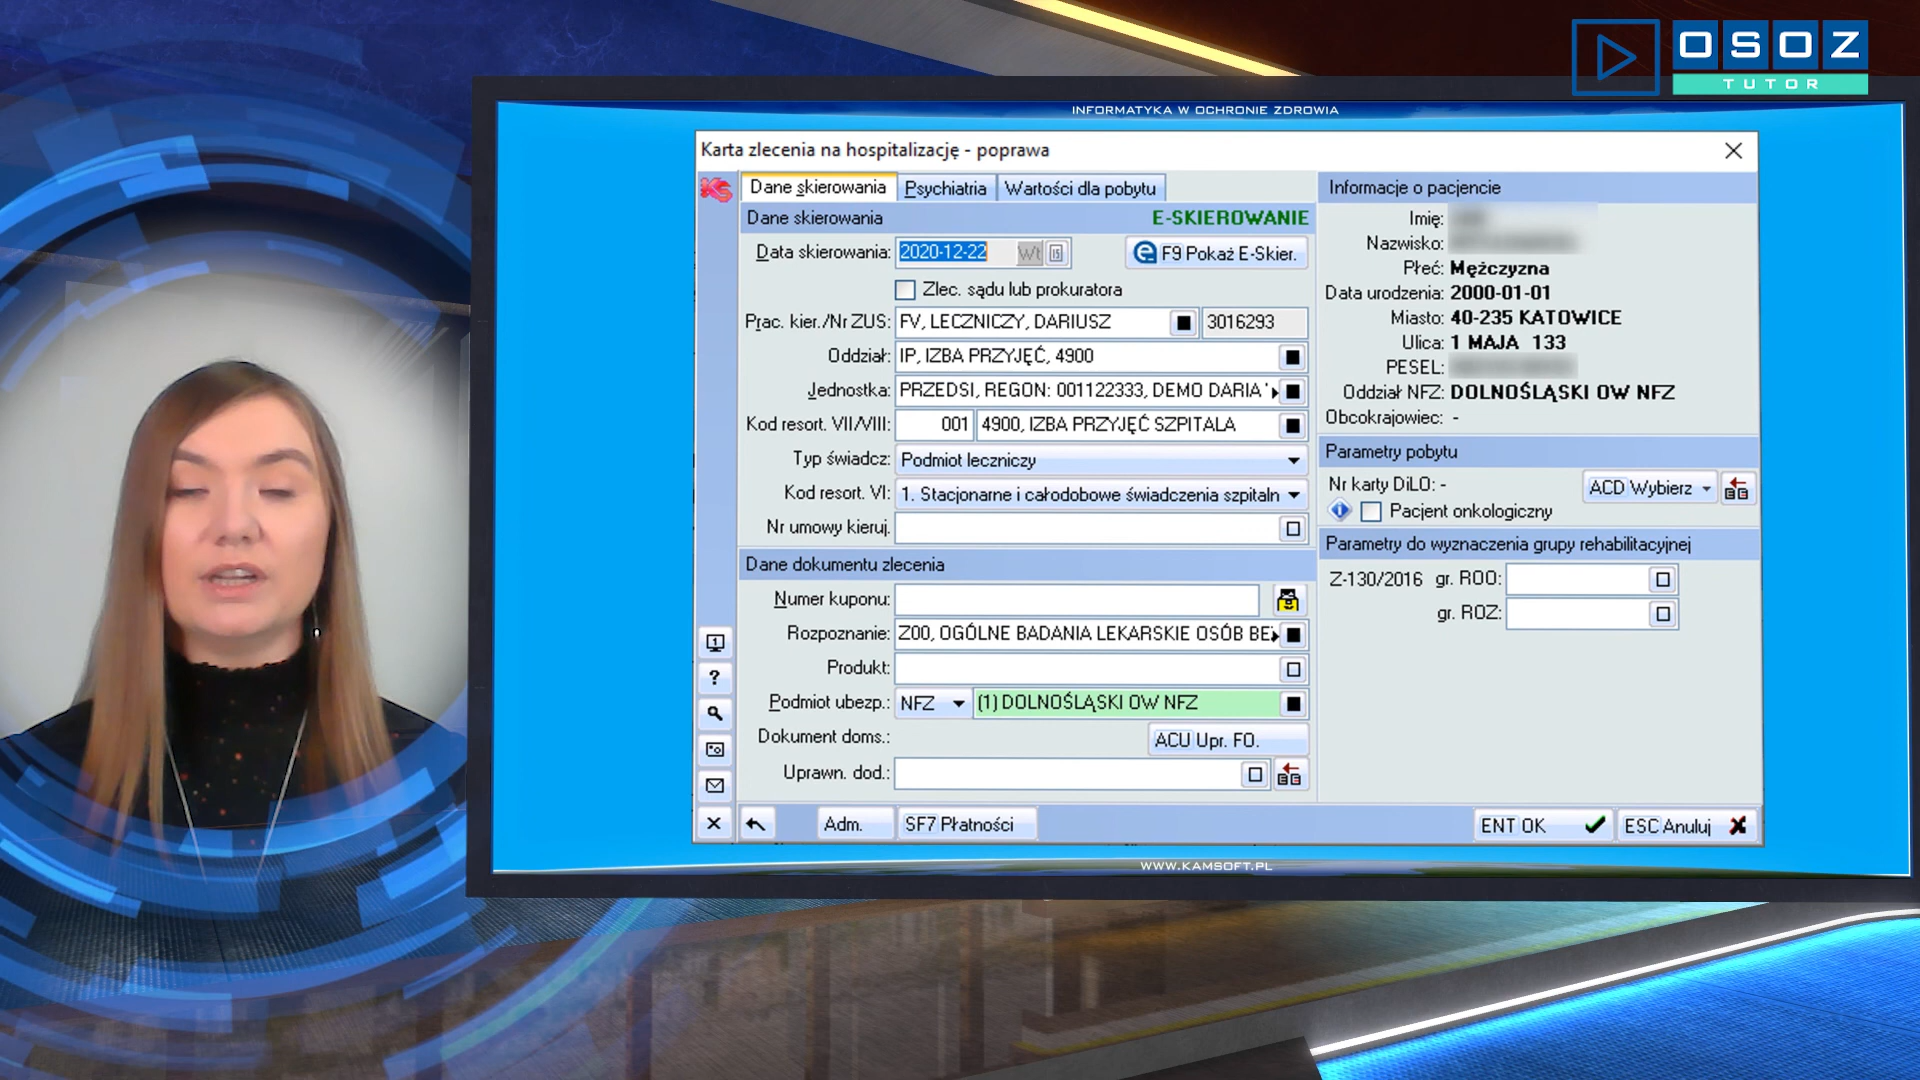 OSOZ
TUTOR
INFORMATYKA W OCHRONIE ZDROWIA
Karta zlecenia na hospitalizację - poprawa
Dane skierowania
Psychiatria
Wartości dla pobytu
Dane skierowania
E-SKIEROWANIE
Data skierowania: 2020-12-22 Wt 15
F9 Pokaż E-Skier.
Zlec. sądu lub prokuratora
Prac. kier./Nr ZUS: FV, LECZNICZY, DARIUSZ 3016293
Oddział: IP, IZBA PRZYJĘĆ, 4900
Jednostka: PRZEDSI, REGON: 001122333, DEMO DARIA
Kod resort. VII/VIII: 001 4900, IZBA PRZYJĘĆ SZPITALA
Typ świadcz: Podmiot leczniczy
Kod resort. VI: 1. Stacjonarne i całodobowe świadczenia szpitaln
Nr umowy kieruj.
Dane dokumentu zlecenia
Numer kuponu:
Rozpoznanie: Z00, OGÓLNE BADANIA LEKARSKIE OSÓB BE
Produkt:
Podmiot ubezp.: NFZ (1) DOLNOŚLĄSKI OW NFZ
Dokument doms.: ACU Upr. FO.
Uprawn. dod.:
Adm.
SF7 Płatności
Informacje o pacjencie
Imię:
Nazwisko:
Płeć: Mężczyzna
Data urodzenia: 2000-01-01
Miasto: 40-235 KATOWICE
Ulica: 1 MAJA 133
PESEL:
Oddział NFZ: DOLNOŚLĄSKI OW NFZ
Obcokrajowiec: -
Parametry pobytu
Nr karty DiLO: -
ACD Wybierz
Pacjent onkologiczny
Parametry do wyznaczenia grupy rehabilitacyjnej
Z-130/2016 gr. ROO:
gr. ROZ:
ENT OK
ESC Anuluj
WWW.KAMSOFT.PL